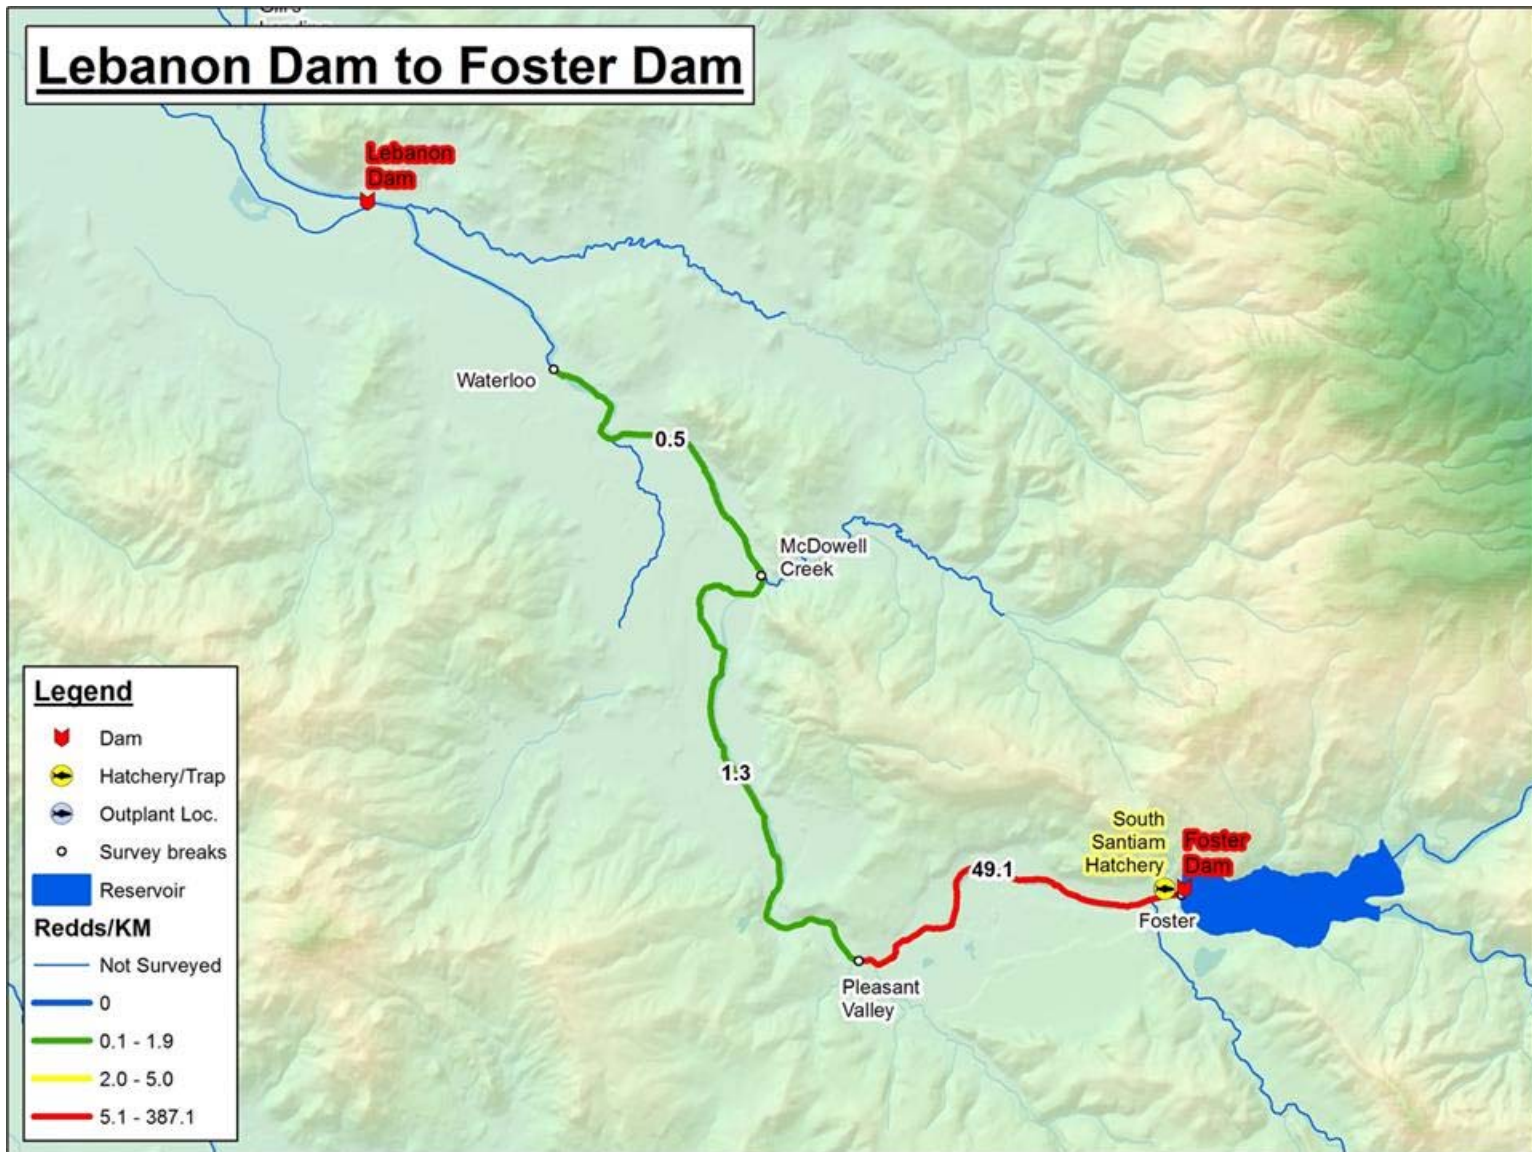 Lebanon Dam to Foster Dam
Lebanon
Dam
Waterloo
0.5
McDowell
Creek
1.3
South
Santiam
Hatchery
Foster
Dam
49.1
Foster
Pleasant
Valley
Legend
Dam
Hatchery/Trap
Outplant Loc.
Survey breaks
Reservoir
Redds/KM
Not Surveyed
0
0.1 - 1.9
2.0 - 5.0
5.1 - 387.1